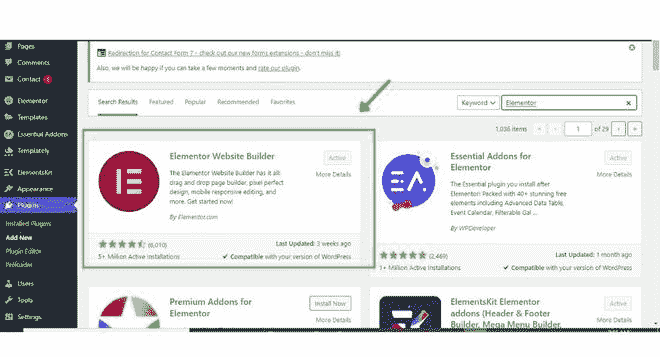 Pages
Comments
Contact
Elementor
Templates
Essential Addons
Templately
ElementsKit
Appearance
Plugins
Installed Plugins
Add New
Plugin Editor
Users
Tools
Settings
Redirection for Contact Form 7 - check out our new forms extensions - don't miss it!
Also, we will be happy if you can take a few moments and rate our plugin.
Search Results Featured Popular Recommended Favorites Keyword Elementor
1,036 items « ‹ 1 of 29 › »
Elementor Website Builder
Active
More Details
The Elementor Website Builder has it all:
drag and drop page builder, pixel perfect
design, mobile responsive editing, and
more. Get started now!
By Elementor.com
(6,010)
Last Updated: 3 weeks ago
5+ Million Active Installations
Compatible with your version of WordPress
EA
Essential Addons for
Elementor
Active
More Details
The Essential plugin you install after
Elementor! Packed with 40+ stunning free
elements including Advanced Data Table,
Event Calendar, Filterable Gal ...
By WPDeveloper
(2,469)
Last Updated: 1 month ago
1+ Million Active Installations
Compatible with your version of WordPress
Premium Addons for
Elementor
Install Now
More Details
ElementsKit Elementor
addons (Header & Footer
Builder, Mega Menu Builder,
Active
More Details